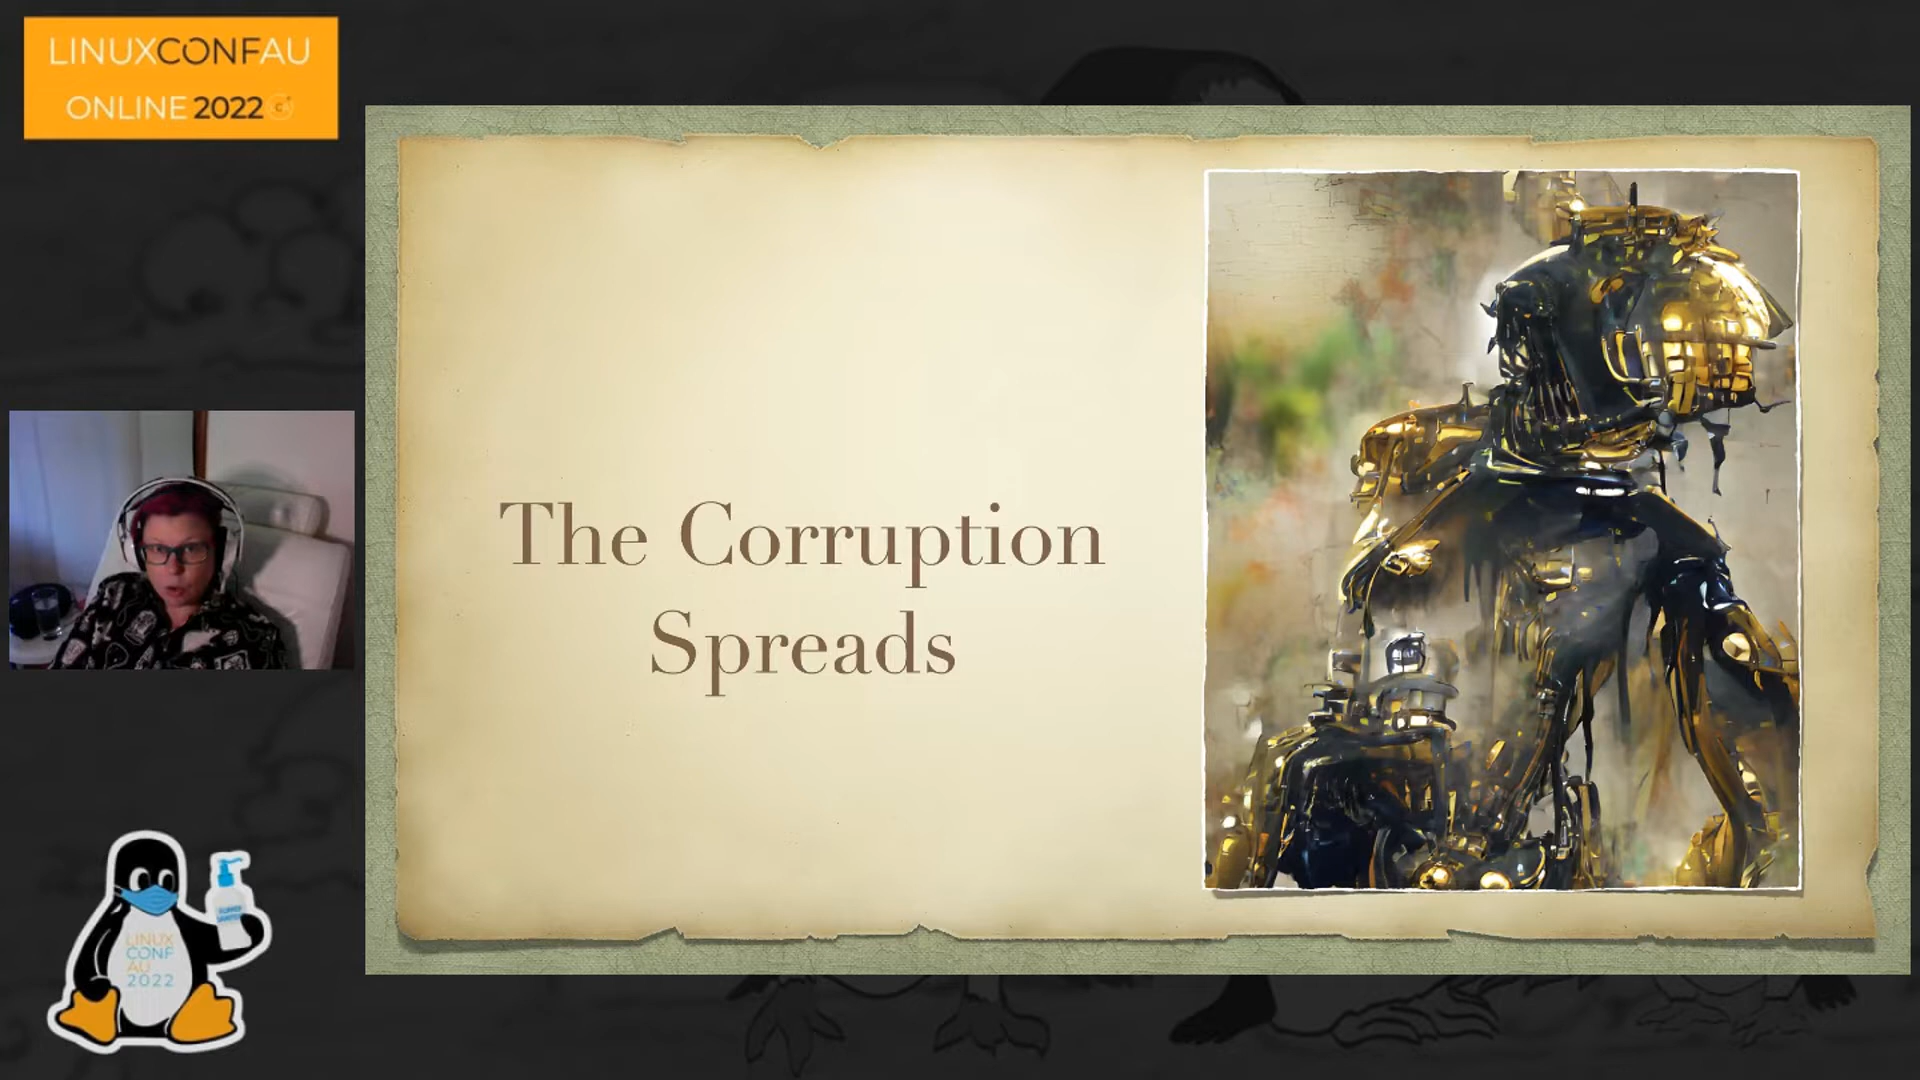 LINUXCONFAU
ONLINE 2022
The Corruption
Spreads
LINUX
CONF
AU
2022